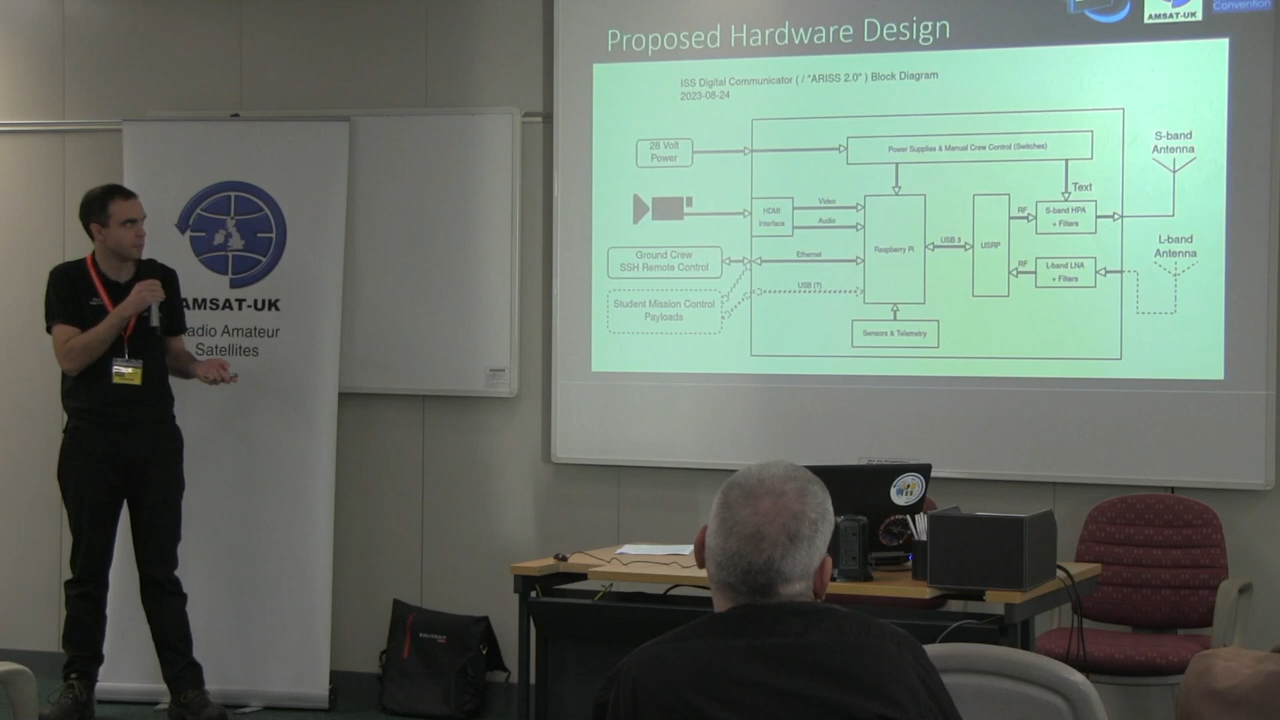 Proposed Hardware Design
AMSAT-UK
Convention
ISS Digital Communicator ( / "ARISS 2.0" ) Block Diagram
2023-08-24
28 Volt
Power
Power Supplies & Manual Crew Control (Switches)
S-band
Antenna
Text
HDMI
Interface
Video
Audio
Raspberry Pi
USB 3
USRP
RF
S-band HPA
+ Filters
Ground Crew
SSH Remote Control
Ethernet
L-band
Antenna
RF
L-band LNA
+ Filters
Student Mission Control
Payloads
USB (?)
Sensors & Telemetry
AMSAT-UK
adio Amateur
Satellites